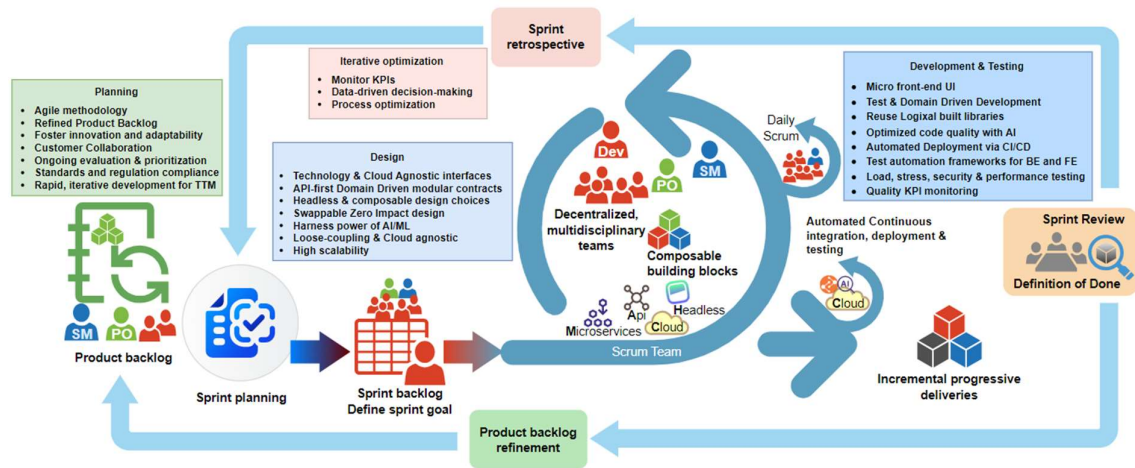 Sprint
retrospective
Planning
Agile methodology
Refined Product Backlog
Foster innovation and adaptability
Customer Collaboration
Ongoing evaluation & prioritization
Standards and regulation compliance
Rapid, iterative development for TTM
Iterative optimization
Monitor KPIs
Data-driven decision-making
Process optimization
Design
Technology & Cloud Agnostic interfaces
API-first Domain Driven modular contracts
Headless & composable design choices
Swappable Zero Impact design
Harness power of AI/ML
Loose-coupling & Cloud agnostic
High scalability
Development & Testing
Micro front-end UI
Test & Domain Driven Development
Reuse Logixal built libraries
Optimized code quality with AI
Automated Deployment via CI/CD
Test automation frameworks for BE and FE
Load, stress, security & performance testing
Quality KPI monitoring
Daily
Scrum
Dev
PO
SM
Decentralized,
multidisciplinary
teams
Composable
building blocks
Microservices
Api
Headless
Cloud
Scrum Team
Automated Continuous
integration, deployment &
testing
AI
Cloud
Sprint Review
Definition of Done
SM
PO
Product backlog
Sprint planning
Sprint backlog
Define sprint goal
Incremental progressive
deliveries
Product backlog
refinement